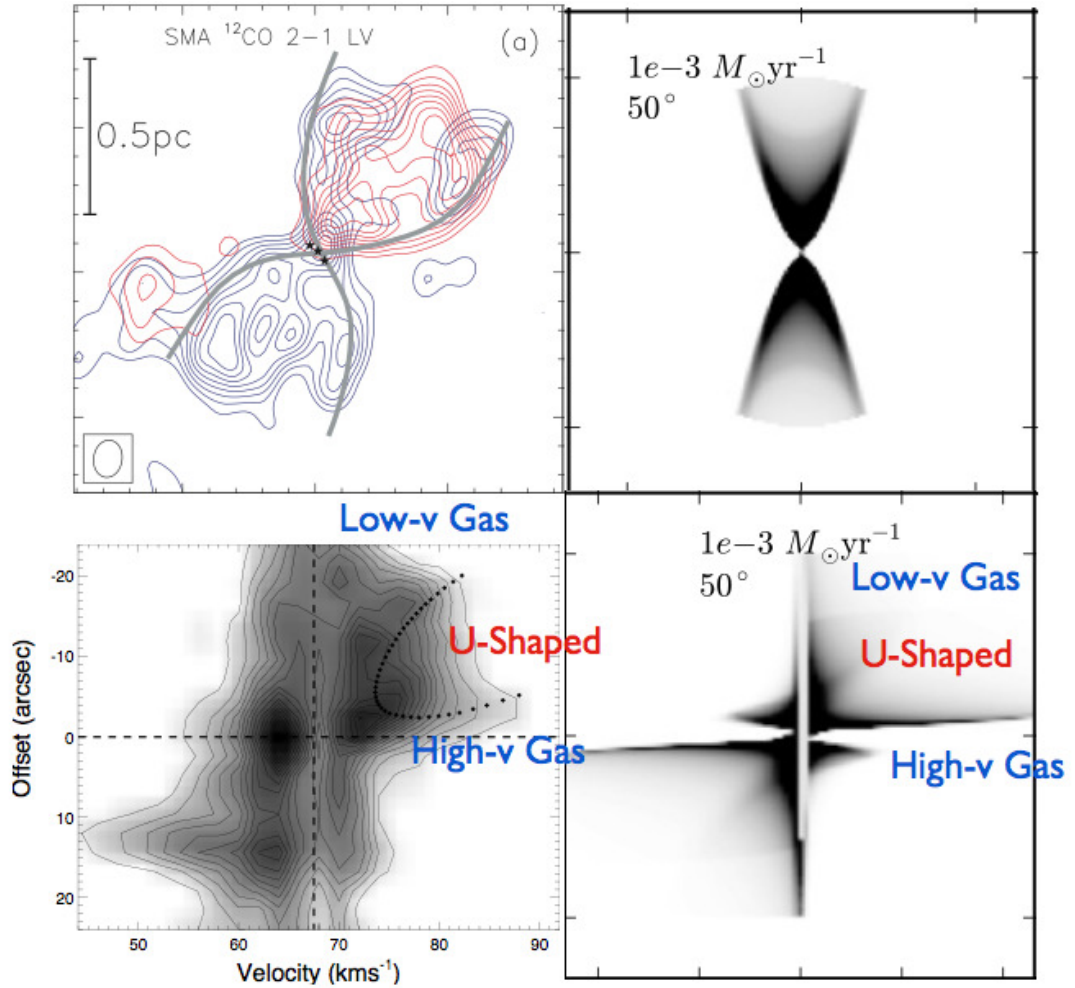 SMA ¹²CO 2−1 LV
(a)
0.5pc
1e−3 M⊙yr⁻¹
50°
Low-v Gas
-20
-10
0
10
20
Offset (arcsec)
U-Shaped
High-v Gas
50
60
70
80
90
Velocity (kms⁻¹)
1e−3 M⊙yr⁻¹
50°
Low-v Gas
U-Shaped
High-v Gas